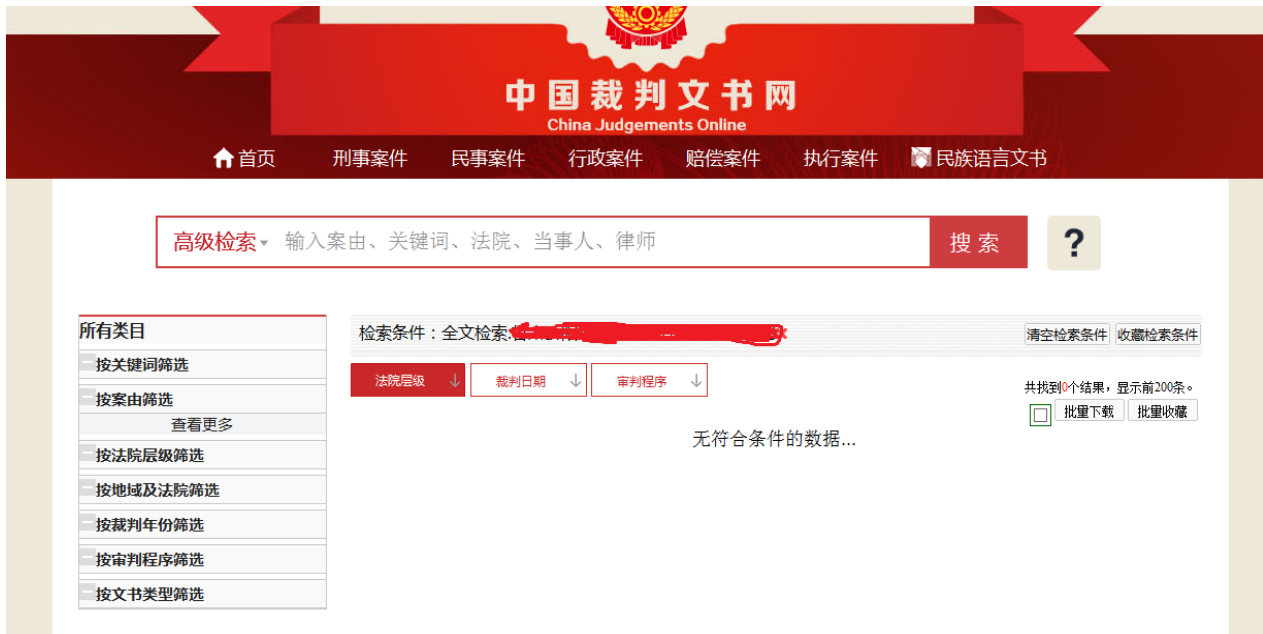 中国裁判文书网
China Judgements Online
首页 刑事案件 民事案件 行政案件 赔偿案件 执行案件 民族语言文书
高级检索 输入案由、关键词、法院、当事人、律师 搜索 ?
所有类目
按关键词筛选
按案由筛选
查看更多
按法院层级筛选
按地域及法院筛选
按裁判年份筛选
按审判程序筛选
按文书类型筛选
检索条件：全文检索: 清空检索条件 收藏检索条件
法院层级 ↓ 裁判日期 ↓ 审判程序 ↓
共找到0个结果，显示前200条。
批量下载 批量收藏
无符合条件的数据...